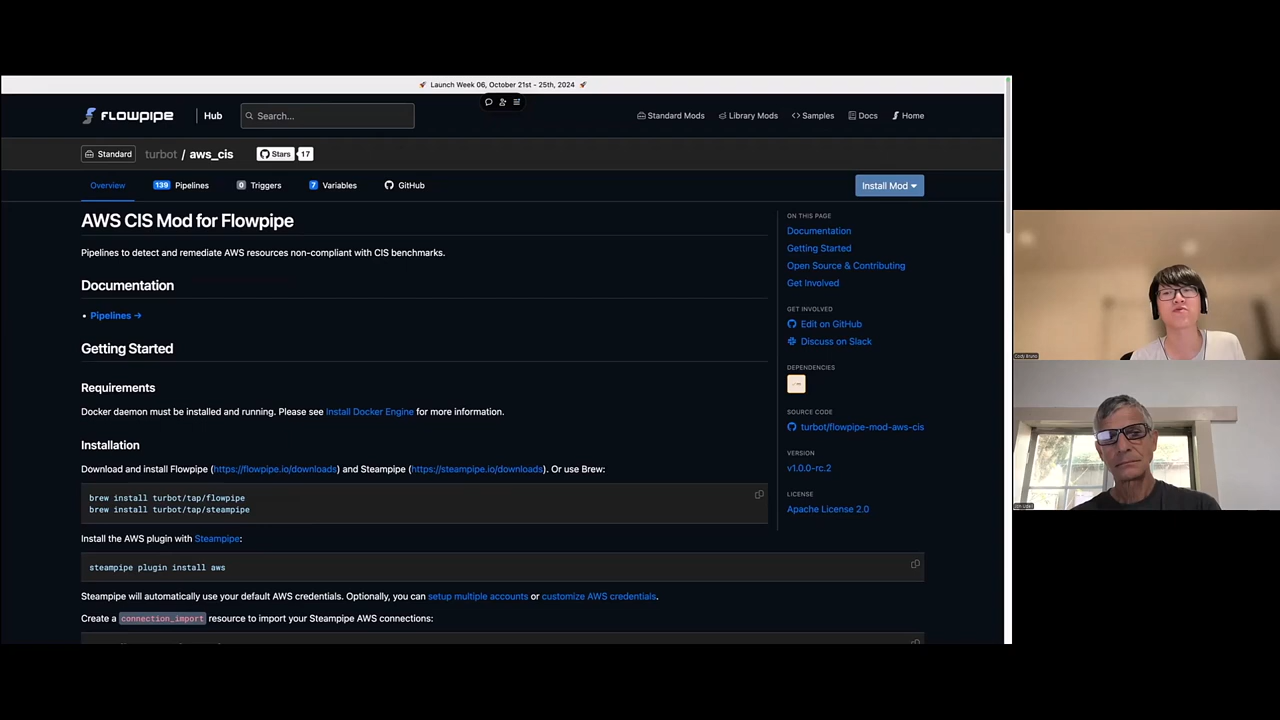 🚀 Launch Week 06, October 21st - 25th, 2024 🚀
flowpipe
Hub
Search...
Standard Mods
Library Mods
Samples
Docs
Home
Standard
turbot / aws_cis
Stars 17
Overview
139 Pipelines
0 Triggers
7 Variables
GitHub
Install Mod
AWS CIS Mod for Flowpipe
Pipelines to detect and remediate AWS resources non-compliant with CIS benchmarks.
Documentation
• Pipelines →
Getting Started
Requirements
Docker daemon must be installed and running. Please see Install Docker Engine for more information.
Installation
Download and install Flowpipe (https://flowpipe.io/downloads) and Steampipe (https://steampipe.io/downloads). Or use Brew:
brew install turbot/tap/flowpipe
brew install turbot/tap/steampipe
Install the AWS plugin with Steampipe:
steampipe plugin install aws
Steampipe will automatically use your default AWS credentials. Optionally, you can setup multiple accounts or customize AWS credentials.
Create a connection_import resource to import your Steampipe AWS connections:
ON THIS PAGE
Documentation
Getting Started
Open Source & Contributing
Get Involved
GET INVOLVED
Edit on GitHub
Discuss on Slack
DEPENDENCIES
SOURCE CODE
turbot/flowpipe-mod-aws-cis
VERSION
v1.0.0-rc.2
LICENSE
Apache License 2.0
Cody Bruno